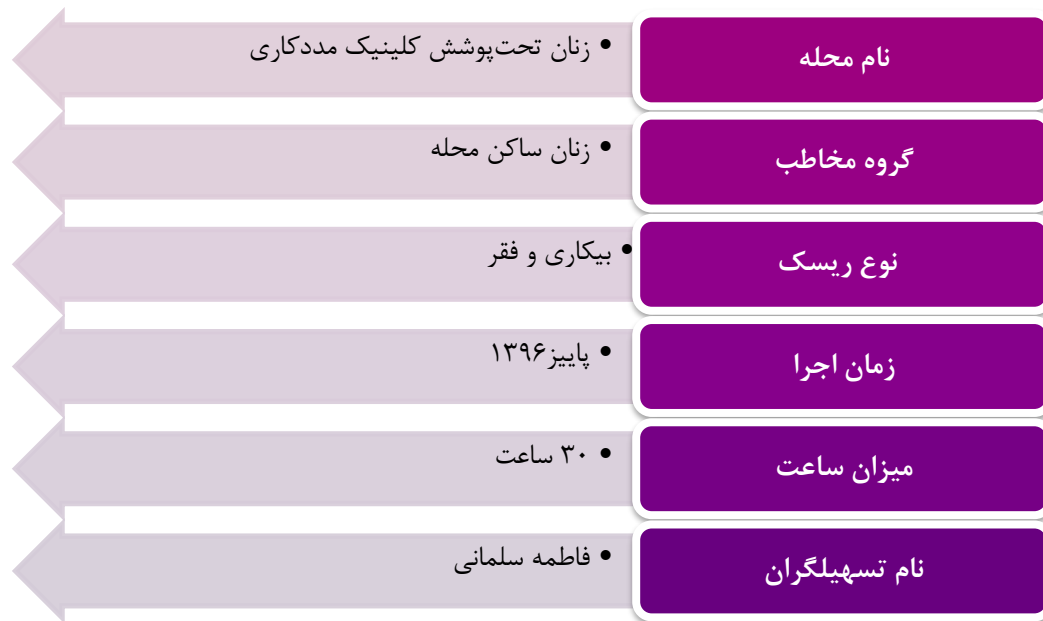 نام محله
• زنان تحت‌پوشش کلینیک مددکاری
گروه مخاطب
• زنان ساکن محله
نوع ریسک
• بیکاری و فقر
زمان اجرا
• پاییز۱۳۹۶
میزان ساعت
• ۳۰ ساعت
نام تسهیلگران
• فاطمه سلمانی